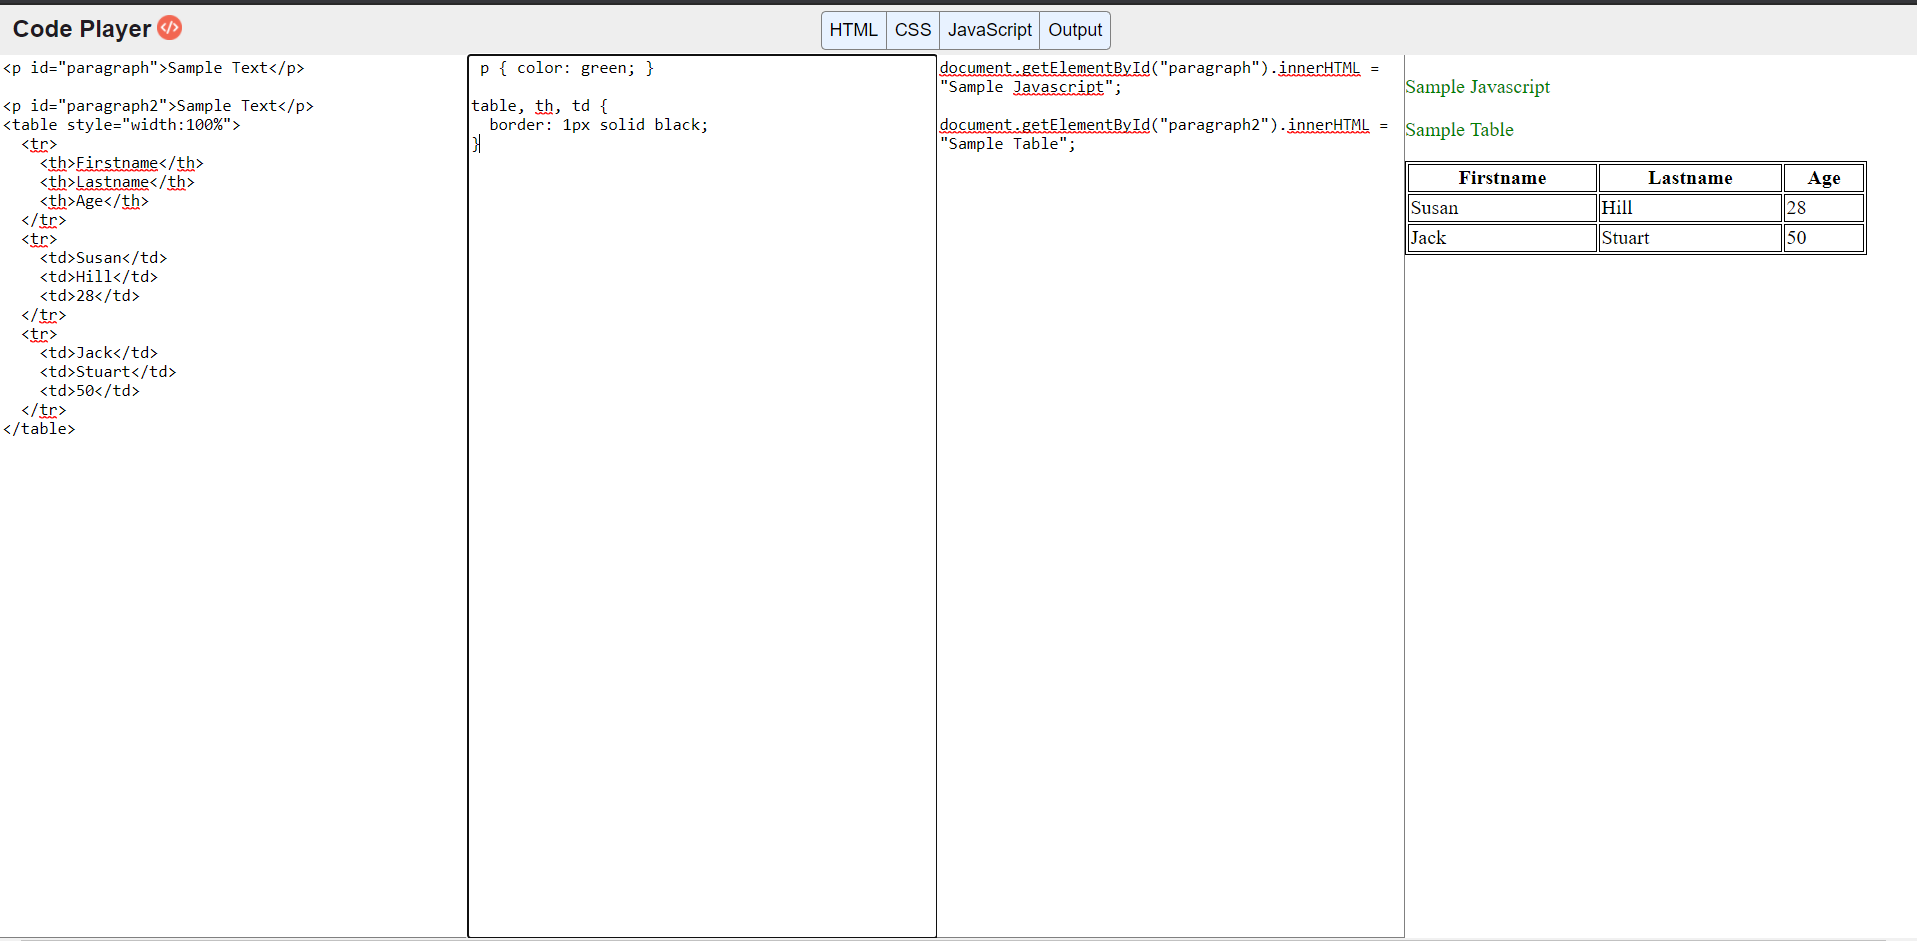 Code Player </>
HTML CSS JavaScript Output
<p id="paragraph">Sample Text</p>
<p id="paragraph2">Sample Text</p>
<table style="width:100%">
  <tr>
    <th>Firstname</th>
    <th>Lastname</th>
    <th>Age</th>
  </tr>
  <tr>
    <td>Susan</td>
    <td>Hill</td>
    <td>28</td>
  </tr>
  <tr>
    <td>Jack</td>
    <td>Stuart</td>
    <td>50</td>
  </tr>
</table>
 p { color: green; }
table, th, td {
  border: 1px solid black;
}
document.getElementById("paragraph").innerHTML =
"Sample Javascript";
document.getElementById("paragraph2").innerHTML =
"Sample Table";
Sample Javascript
Sample Table
Firstname Lastname Age
Susan Hill 28
Jack Stuart 50